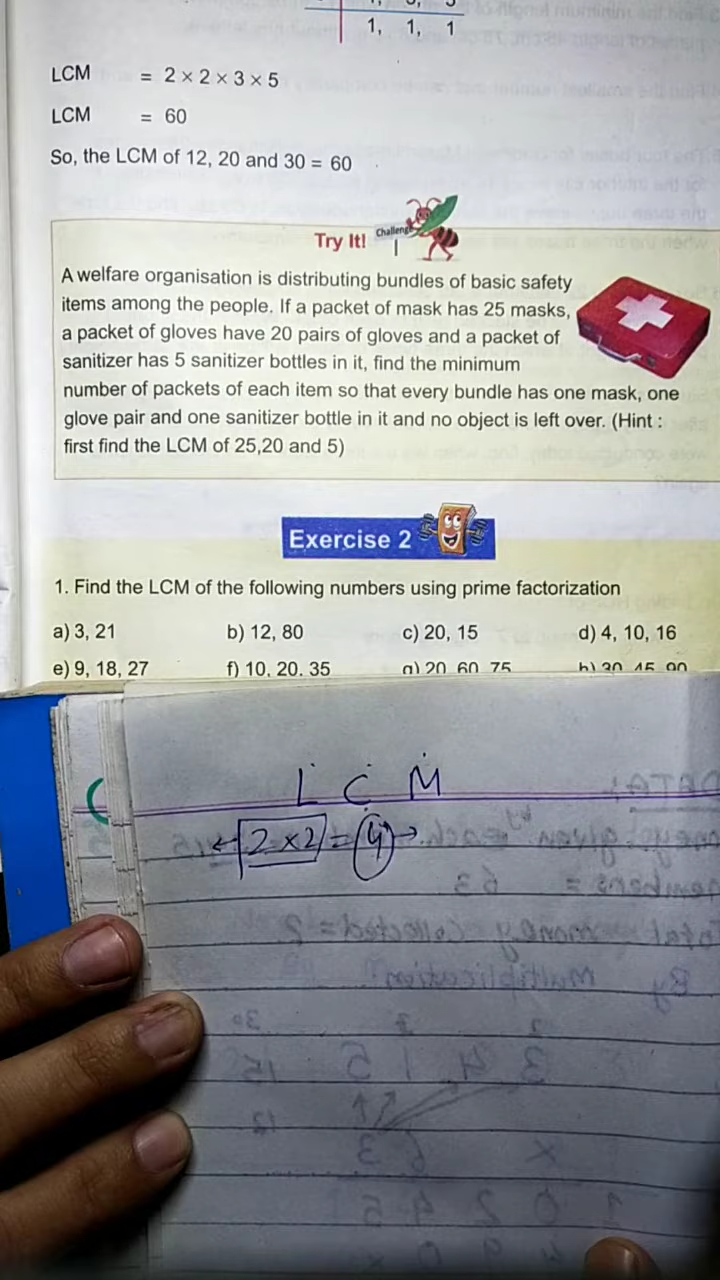 1, 1, 1
LCM = 2 × 2 × 3 × 5
LCM = 60
So, the LCM of 12, 20 and 30 = 60
Try It! Challenge
A welfare organisation is distributing bundles of basic safety
items among the people. If a packet of mask has 25 masks,
a packet of gloves have 20 pairs of gloves and a packet of
sanitizer has 5 sanitizer bottles in it, find the minimum
number of packets of each item so that every bundle has one mask, one
glove pair and one sanitizer bottle in it and no object is left over. (Hint :
first find the LCM of 25,20 and 5)
Exercise 2
1. Find the LCM of the following numbers using prime factorization
a) 3, 21 b) 12, 80 c) 20, 15 d) 4, 10, 16
e) 9, 18, 27 f) 10, 20, 35 g) 20, 60, 75 h) 30, 45, 90
L C M
2 × 2 = 4